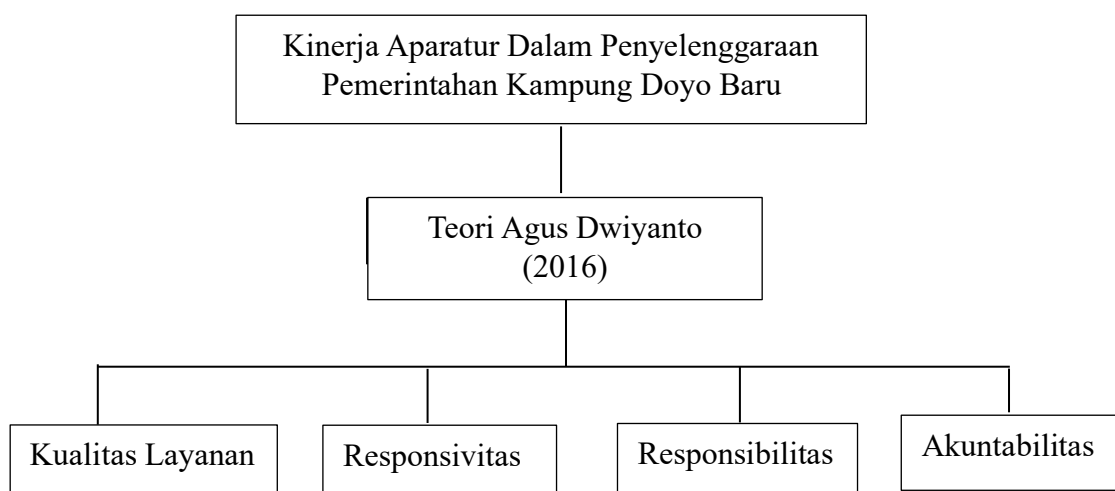 Kinerja Aparatur Dalam Penyelenggaraan
Pemerintahan Kampung Doyo Baru
Teori Agus Dwiyanto
(2016)
Kualitas Layanan
Responsivitas
Responsibilitas
Akuntabilitas